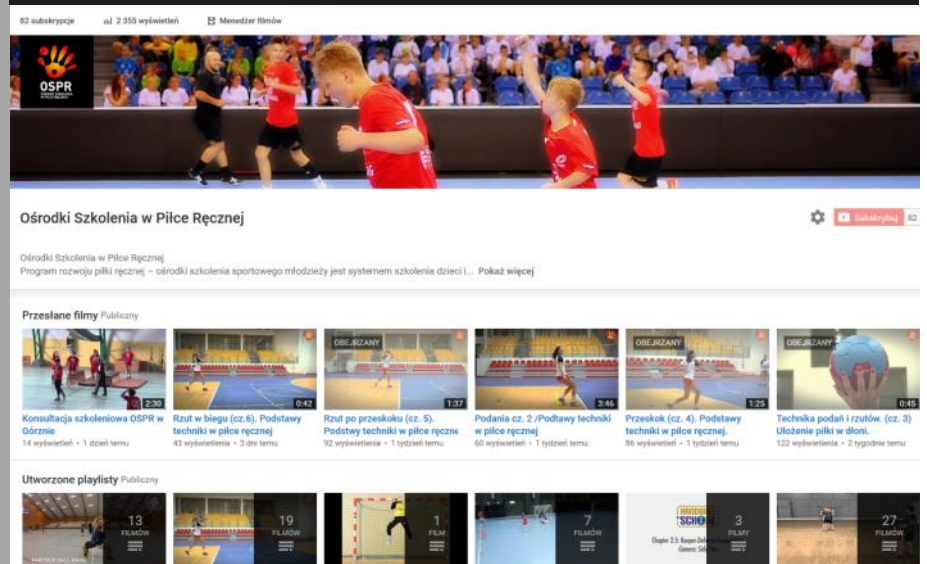 82 subskrypcje 2 355 wyświetleń Menedżer filmów
OSPR
Ośrodki Szkolenia w Piłce Ręcznej
Subskrybuj 82
Ośrodki Szkolenia w Piłce Ręcznej
Program rozwoju piłki ręcznej – ośrodki szkolenia sportowego młodzieży jest systemem szkolenia dzieci i... Pokaż więcej
Przesłane filmy Publiczny
OBEJRZANY OBEJRZANY OBEJRZANY
2:30 0:42 1:37 3:46 1:25 0:45
Konsultacja szkoleniowa OSPR w Rzut w biegu (cz.6). Podstawy Rzut po przeskoku (cz. 5). Podania cz. 2 /Podtawy techniki Przeskok (cz. 4). Podstawy Technika podań i rzutów. (cz. 3)
Górznie techniki w piłce ręcznej Podstwy techniki w piłce ręczne w piłce ręcznej techniki w piłce ręcznej. Ułożenie piłki w dłoni.
14 wyświetleń • 1 dzień temu 43 wyświetlenia • 3 dni temu 92 wyświetlenia • 1 tydzień temu 60 wyświetleń • 1 tydzień temu 86 wyświetleń • 1 tydzień temu 122 wyświetlenia • 2 tygodnie temu
Utworzone playlisty Publiczny
13 19 1 7 3 27
FILMÓW FILMÓW FILM FILMÓW FILMY FILMÓW
HANDBALL
SCHOOL